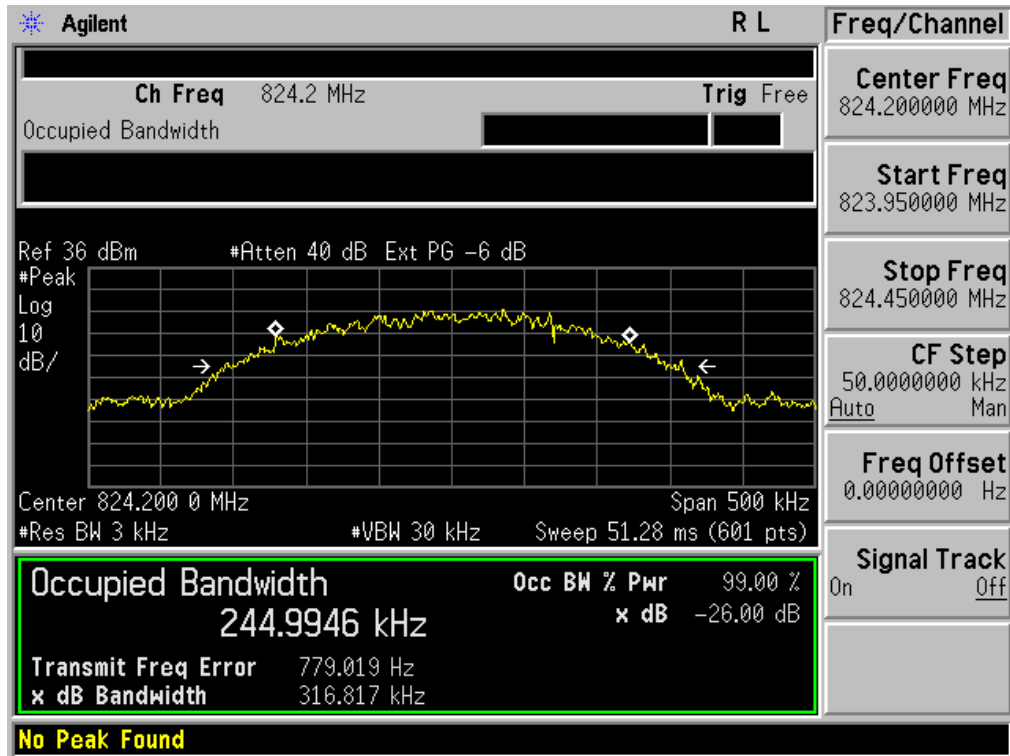 Agilent R L Freq/Channel
Ch Freq 824.2 MHz Trig Free
Occupied Bandwidth
Center Freq
824.200000 MHz
Start Freq
823.950000 MHz
Stop Freq
824.450000 MHz
CF Step
50.0000000 kHz
Auto Man
Freq Offset
0.00000000 Hz
Signal Track
On Off
Ref 36 dBm #Atten 40 dB Ext PG -6 dB
#Peak
Log
10
dB/
Center 824.200 0 MHz Span 500 kHz
#Res BW 3 kHz #VBW 30 kHz Sweep 51.28 ms (601 pts)
Occupied Bandwidth Occ BW % Pwr 99.00 %
244.9946 kHz x dB -26.00 dB
Transmit Freq Error 779.019 Hz
x dB Bandwidth 316.817 kHz
No Peak Found